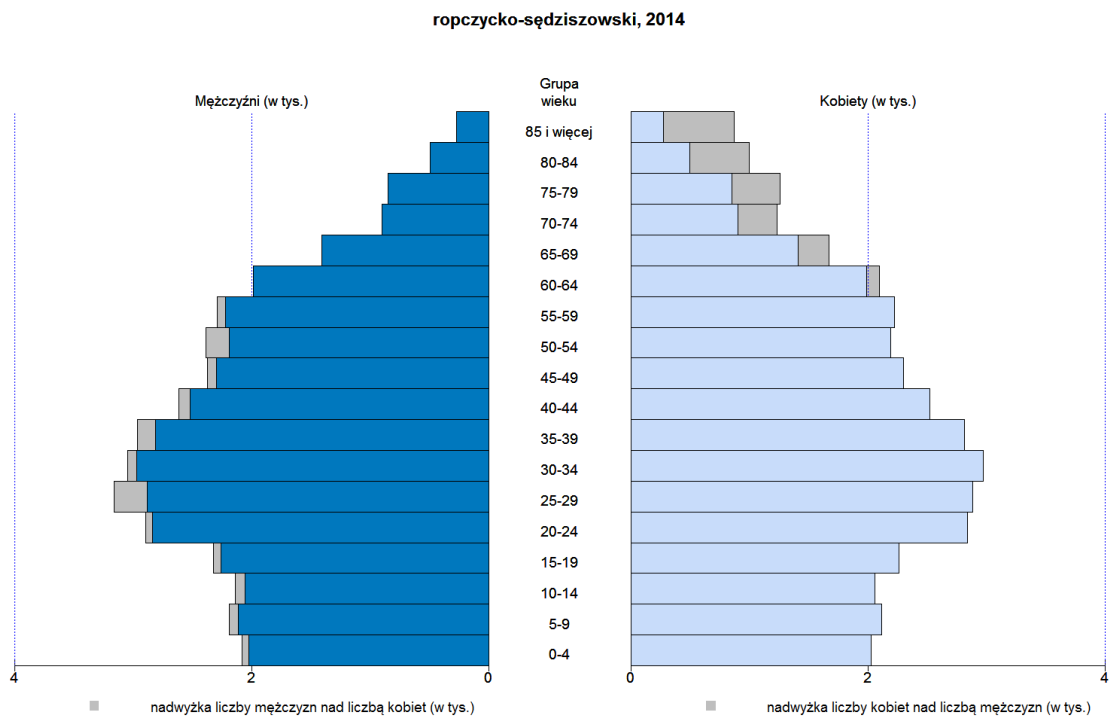 ropczycko-sędziszowski, 2014
Mężczyźni (w tys.)
Grupa
wieku
Kobiety (w tys.)
85 i więcej
80-84
75-79
70-74
65-69
60-64
55-59
50-54
45-49
40-44
35-39
30-34
25-29
20-24
15-19
10-14
5-9
0-4
4 2 0 0 2 4
nadwyżka liczby mężczyzn nad liczbą kobiet (w tys.)
nadwyżka liczby kobiet nad liczbą mężczyzn (w tys.)